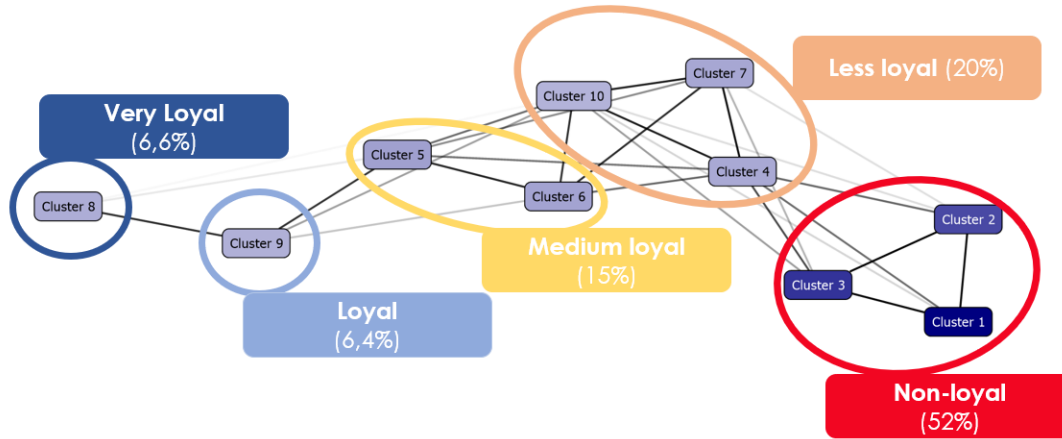 Cluster 7
Less loyal (20%)
Cluster 10
Very Loyal
(6,6%)
Cluster 5
Cluster 4
Cluster 6
Cluster 8
Cluster 9
Cluster 2
Medium loyal
(15%)
Cluster 3
Loyal
(6,4%)
Cluster 1
Non-loyal
(52%)